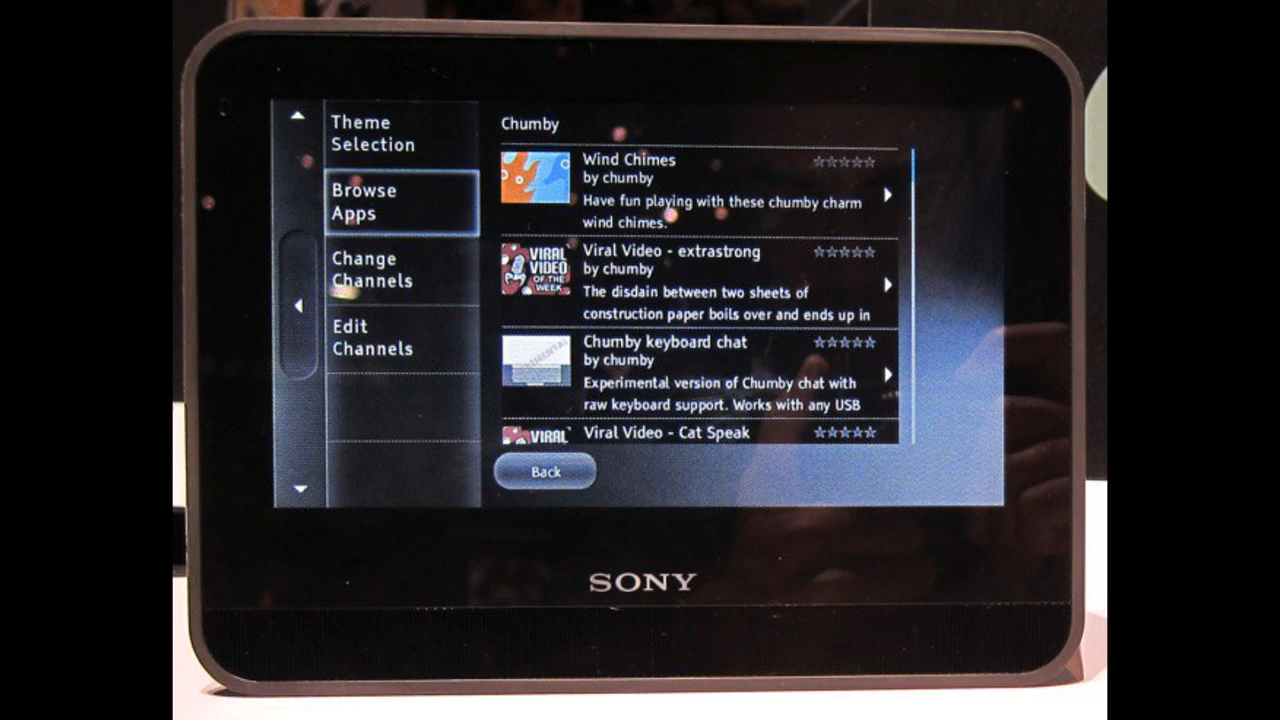 Theme
Selection
Browse
Apps
Change
Channels
Edit
Channels
Chumby
Wind Chimes
by chumby
Have fun playing with these chumby charm
wind chimes.
VIRAL
VIDEO
OF THE
WEEK
Viral Video - extrastrong
by chumby
The disdain between two sheets of
construction paper boils over and ends up in
Chumby keyboard chat
by chumby
Experimental version of Chumby chat with
raw keyboard support. Works with any USB
VIRAL
Viral Video - Cat Speak
Back
SONY